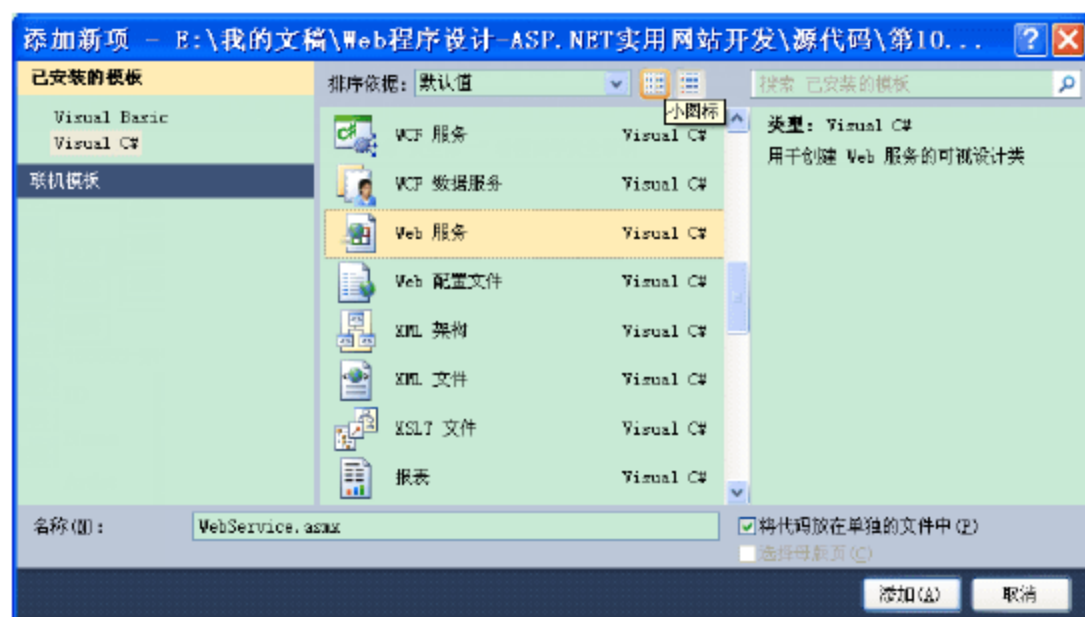 添加新项 - E:\我的文稿\Web程序设计-ASP.NET实用网站开发\源代码\第10...
已安装的模板
Visual Basic
Visual C#
联机模板
排序依据: 默认值
小图标
搜索 已安装的模板
WCF 服务 Visual C#
WCF 数据服务 Visual C#
Web 服务 Visual C#
Web 配置文件 Visual C#
XML 架构 Visual C#
XML 文件 Visual C#
XSLT 文件 Visual C#
报表 Visual C#
类型: Visual C#
用于创建 Web 服务的可视设计类
名称(N): WebService.asmx
将代码放在单独的文件中(P)
选择母版页(C)
添加(A) 取消